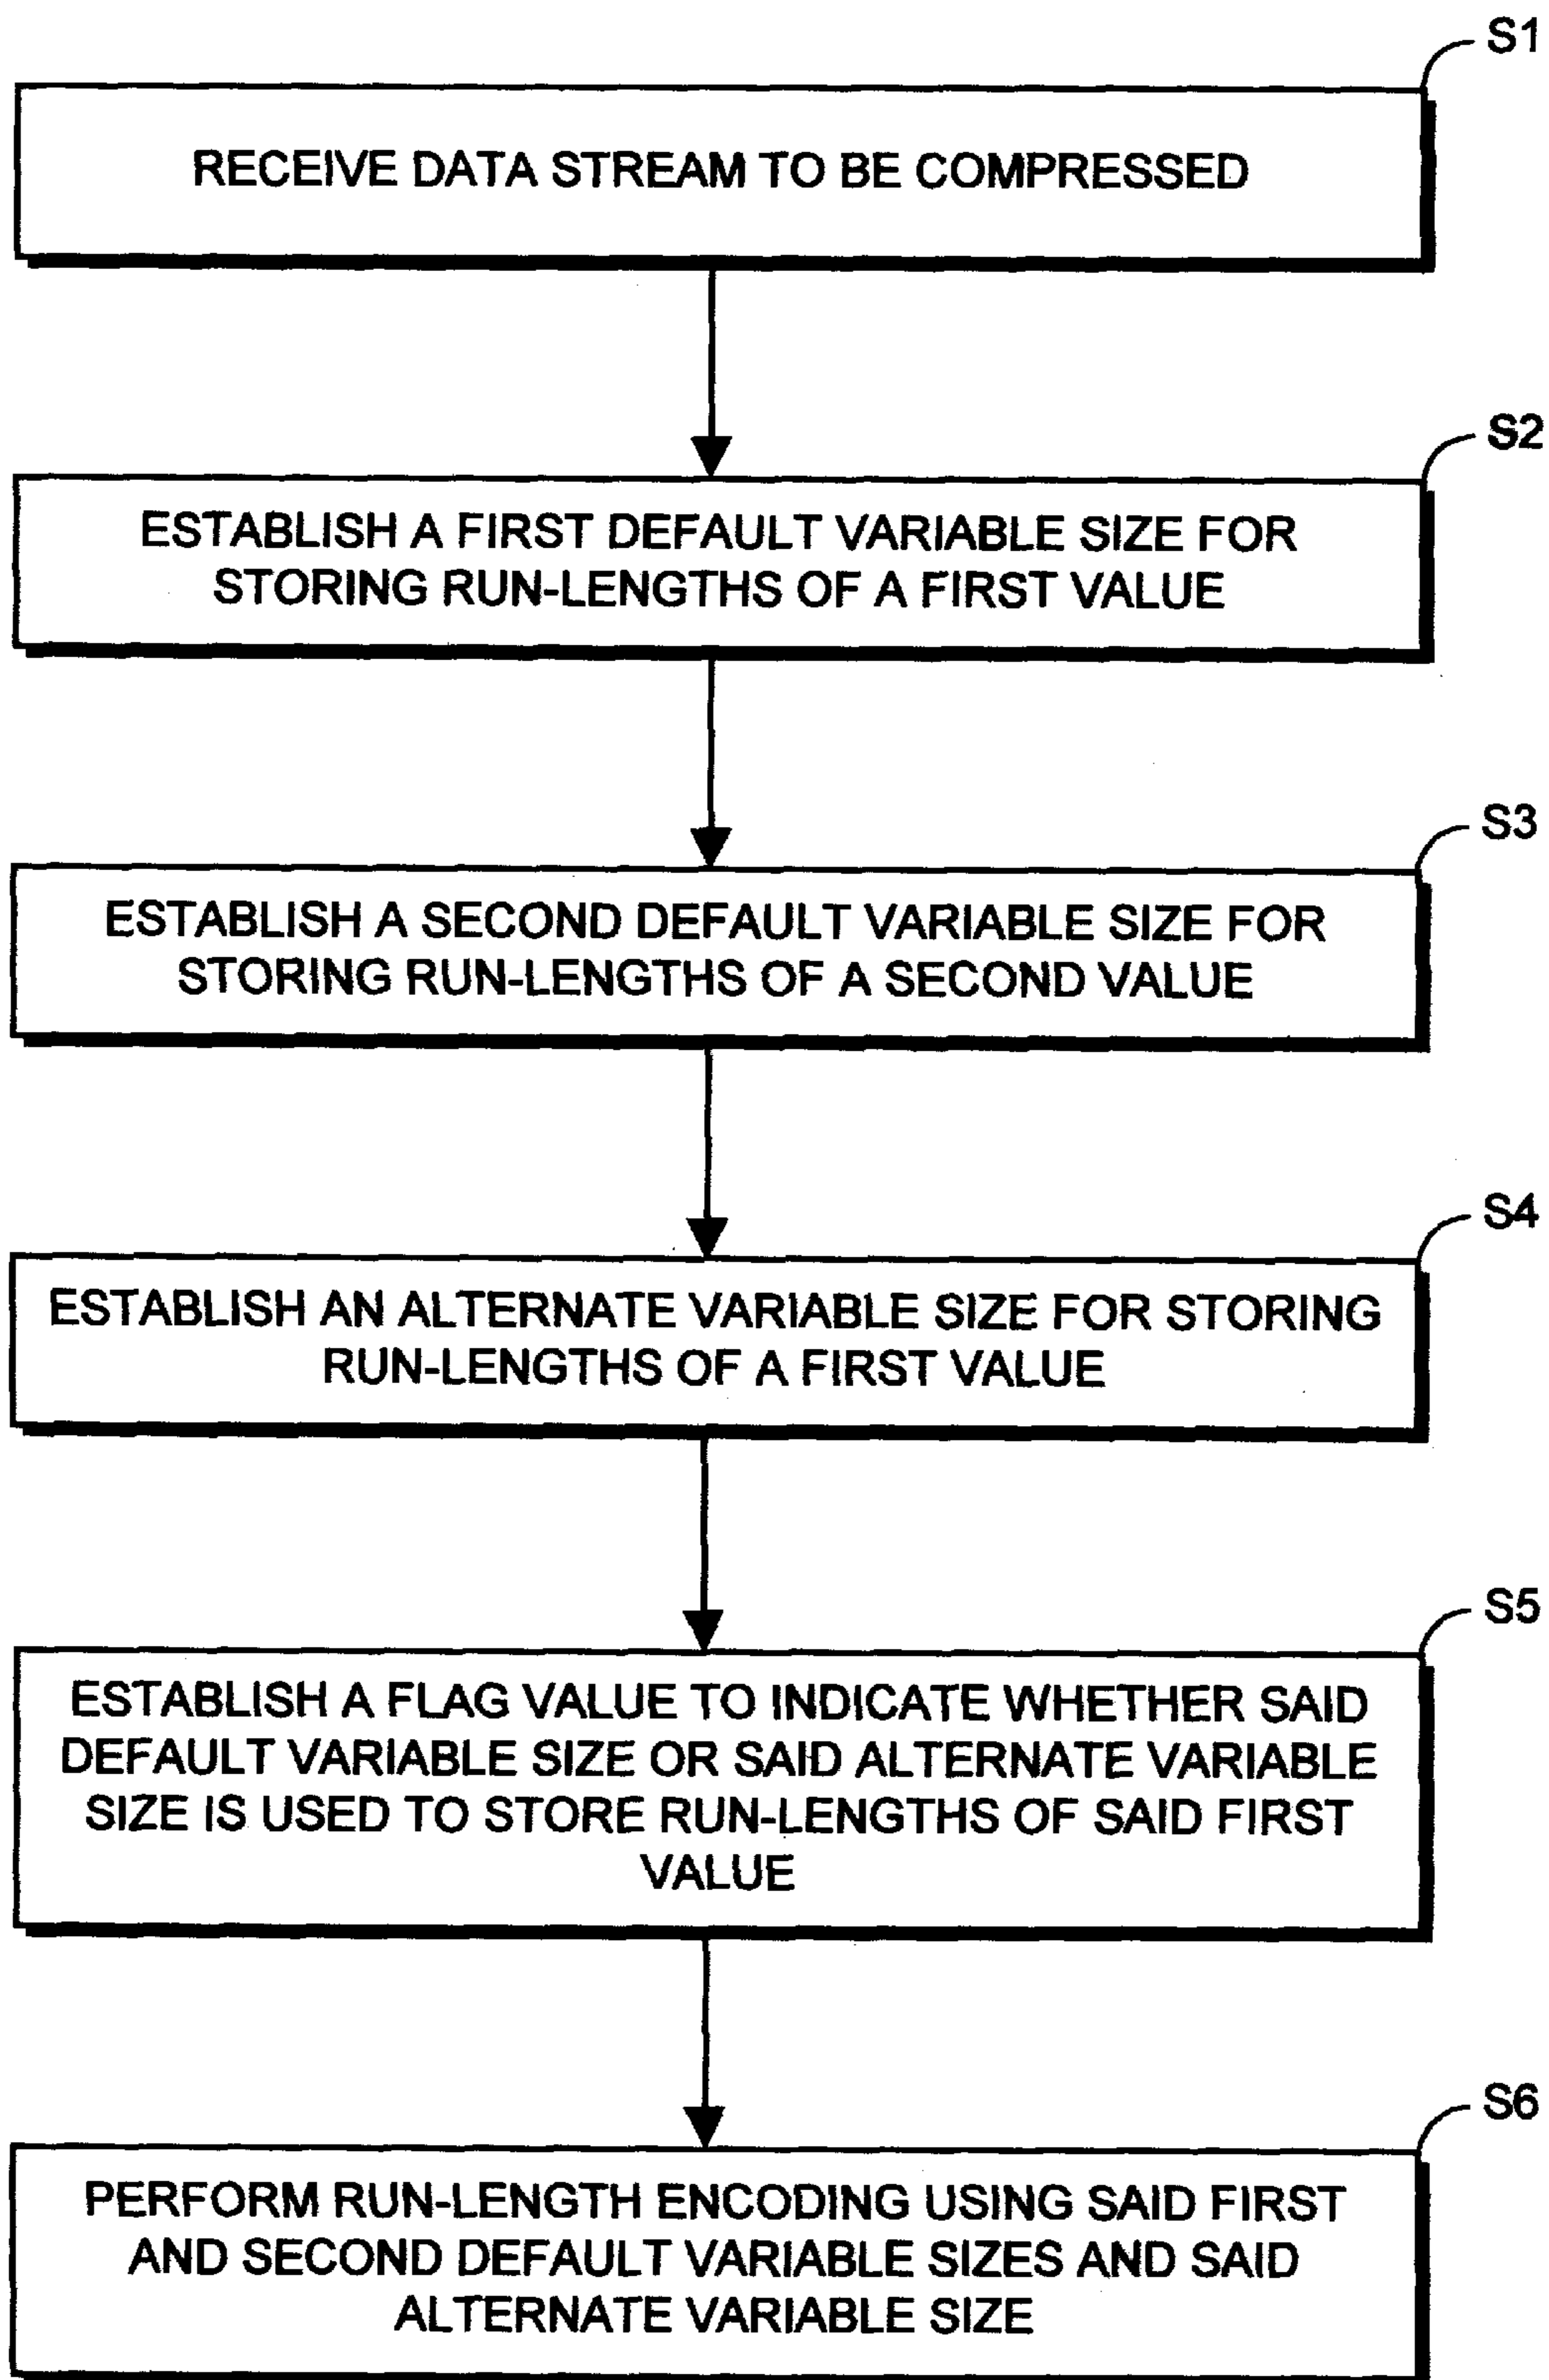 S1
RECEIVE DATA STREAM TO BE COMPRESSED
S2
ESTABLISH A FIRST DEFAULT VARIABLE SIZE FOR
STORING RUN-LENGTHS OF A FIRST VALUE
S3
ESTABLISH A SECOND DEFAULT VARIABLE SIZE FOR
STORING RUN-LENGTHS OF A SECOND VALUE
S4
ESTABLISH AN ALTERNATE VARIABLE SIZE FOR STORING
RUN-LENGTHS OF A FIRST VALUE
S5
ESTABLISH A FLAG VALUE TO INDICATE WHETHER SAID
DEFAULT VARIABLE SIZE OR SAID ALTERNATE VARIABLE
SIZE IS USED TO STORE RUN-LENGTHS OF SAID FIRST
VALUE
S6
PERFORM RUN-LENGTH ENCODING USING SAID FIRST
AND SECOND DEFAULT VARIABLE SIZES AND SAID
ALTERNATE VARIABLE SIZE